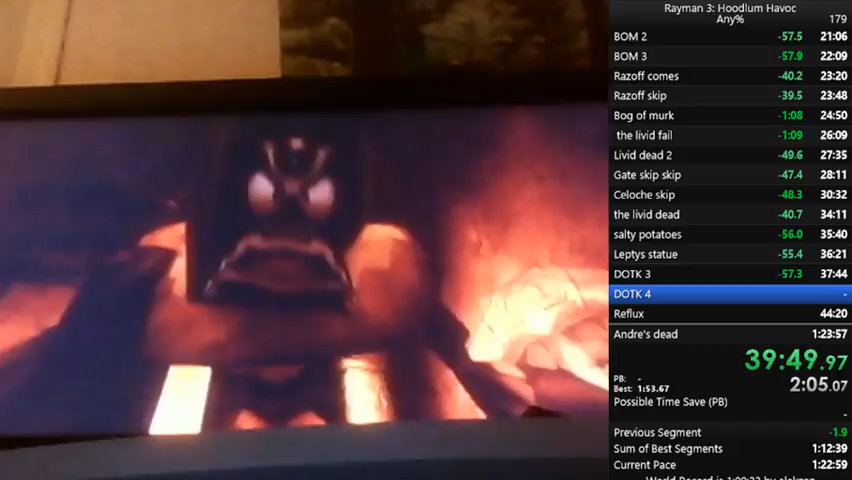 Rayman 3: Hoodlum Havoc
Any% 179
BOM 2 -57.5 21:06
BOM 3 -57.9 22:09
Razoff comes -40.2 23:20
Razoff skip -39.5 23:48
Bog of murk -1:08 24:50
the livid fail -1:09 26:09
Livid dead 2 -49.6 27:35
Gate skip skip -47.4 28:11
Celoche skip -48.3 30:32
the livid dead -40.7 34:11
salty potatoes -56.0 35:40
Leptys statue -55.4 36:21
DOTK 3 -57.3 37:44
DOTK 4 -
Reflux 44:20
Andre's dead 1:23:57
39:49.97
PB: -
Best: 1:53.67 2:05.07
Possible Time Save (PB)
-
Previous Segment -1.9
Sum of Best Segments 1:12:39
Current Pace 1:22:59
World Record is